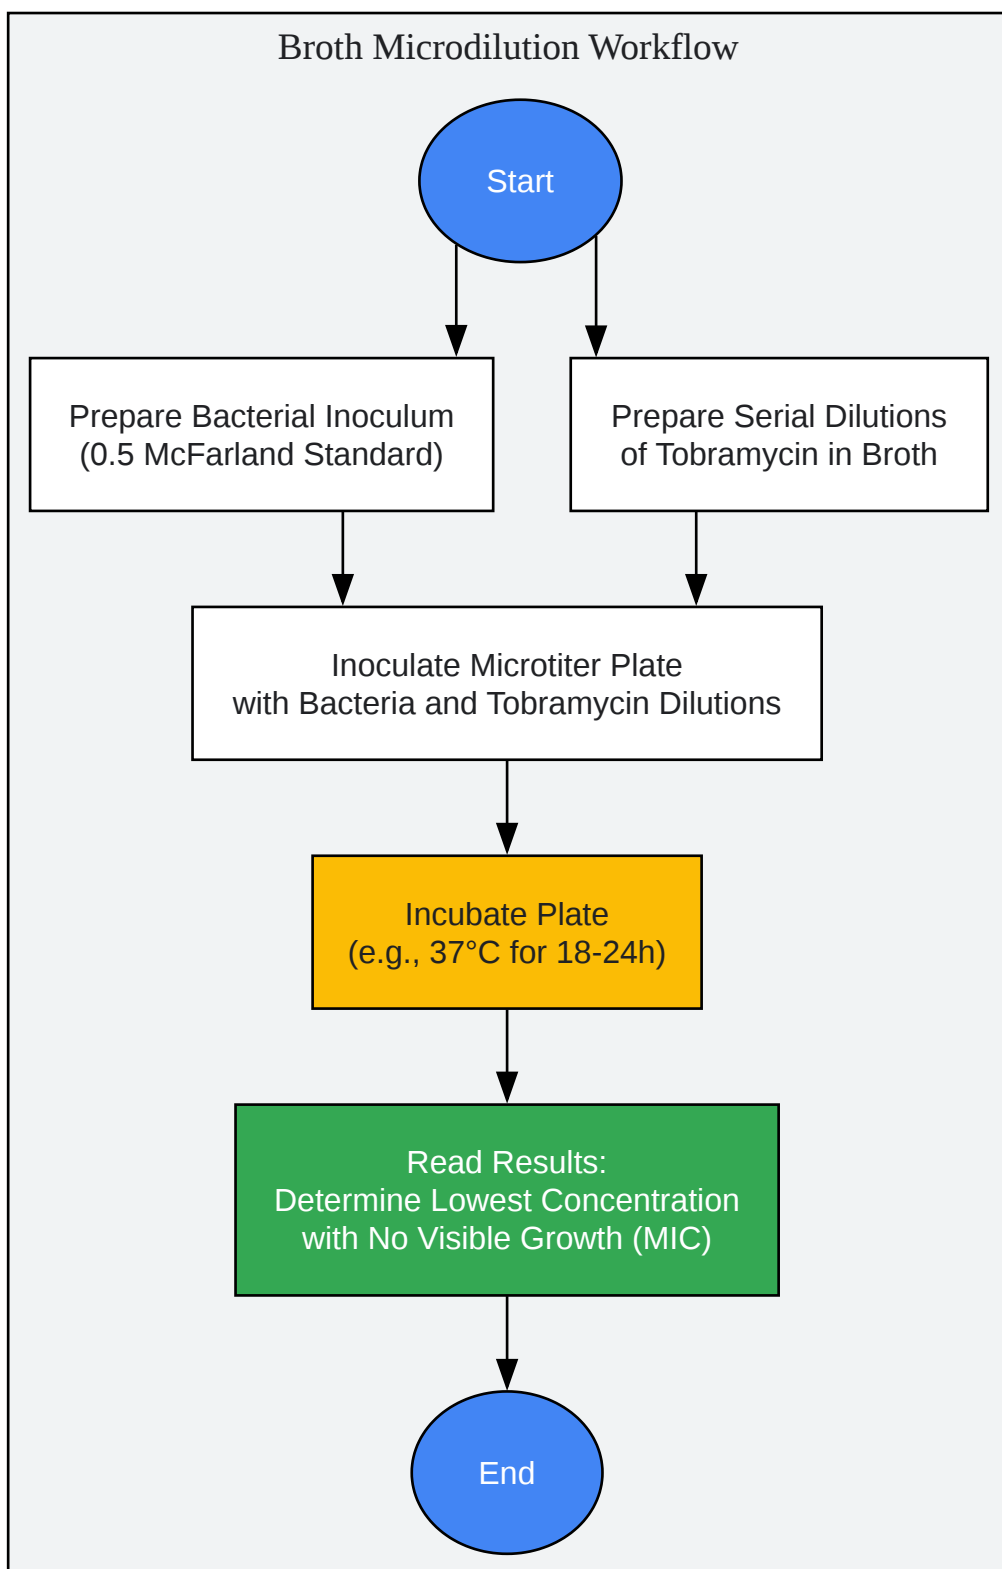 Broth Microdilution Workflow
Start
Prepare Bacterial Inoculum
(0.5 McFarland Standard)
Prepare Serial Dilutions
of Tobramycin in Broth
Inoculate Microtiter Plate
with Bacteria and Tobramycin Dilutions
Incubate Plate
(e.g., 37°C for 18-24h)
Read Results:
Determine Lowest Concentration
with No Visible Growth (MIC)
End